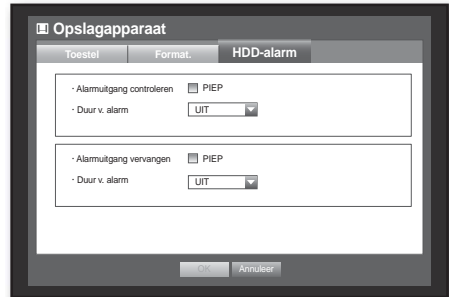 Opslagapparaat
Toestel Format. HDD-alarm
· Alarmuitgang controleren PIEP
· Duur v. alarm UIT
· Alarmuitgang vervangen PIEP
· Duur v. alarm UIT
OK Annuleer